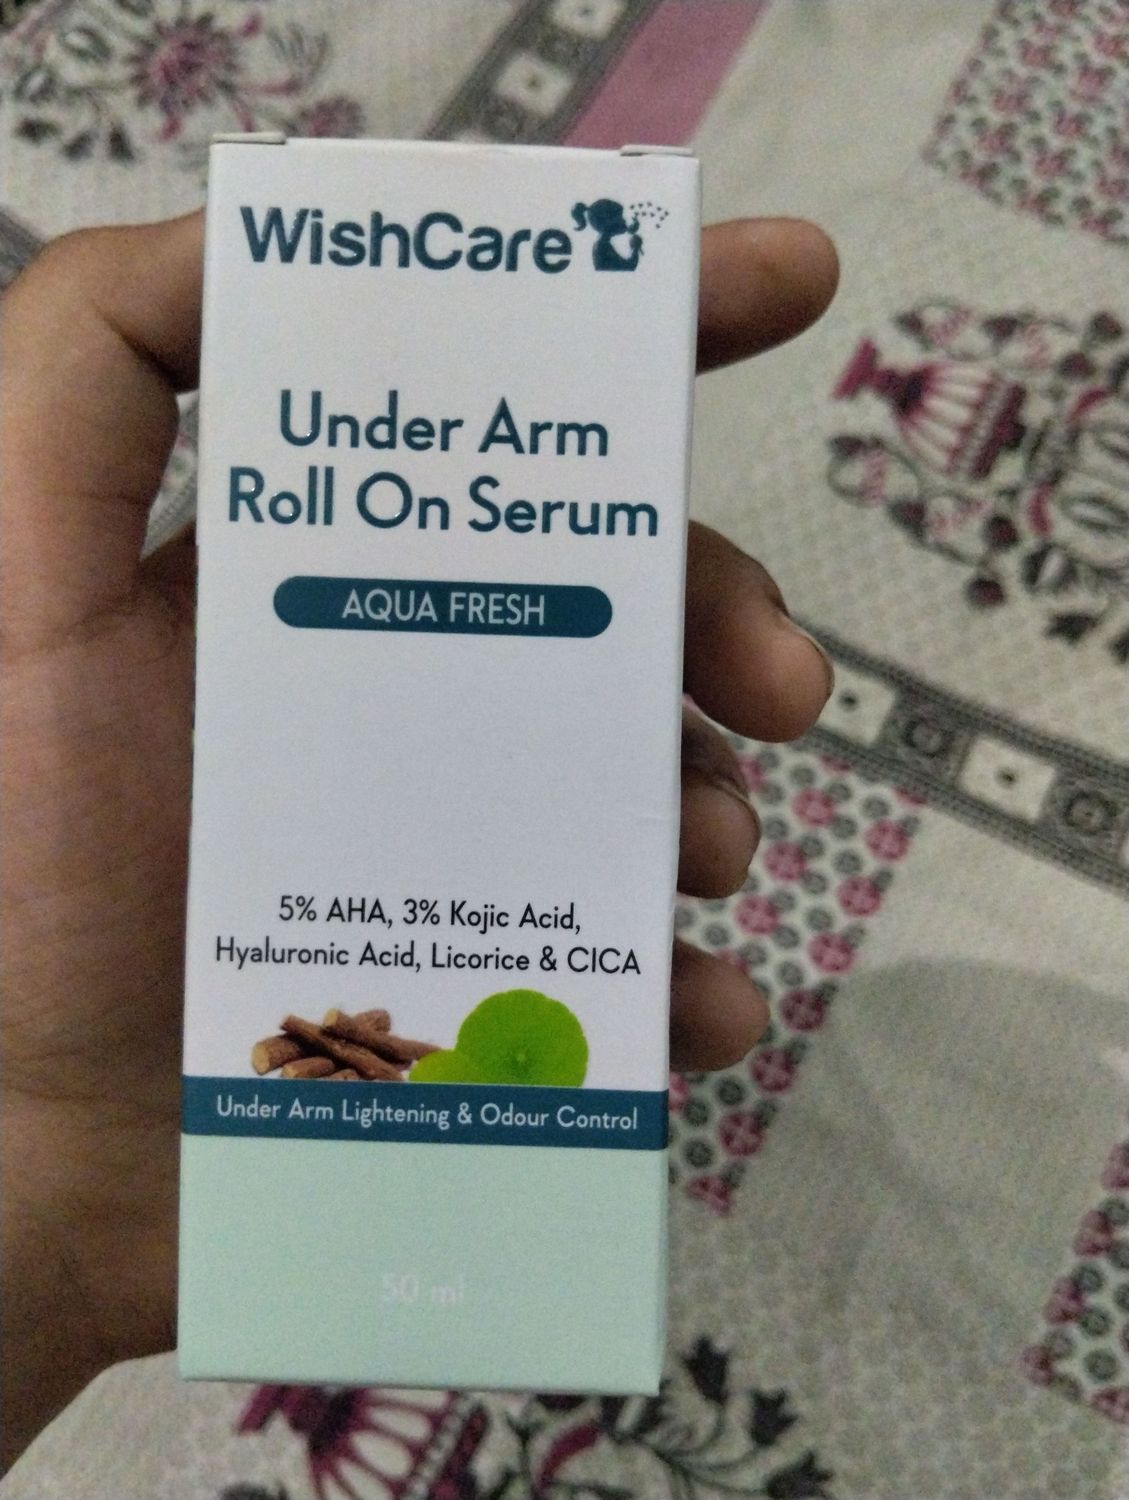 WishCare
Under Arm
Roll On Serum
AQUA FRESH
5% AHA, 3% Kojic Acid,
Hyaluronic Acid, Licorice & CICA
Under Arm Lightening & Odour Control
50 ml